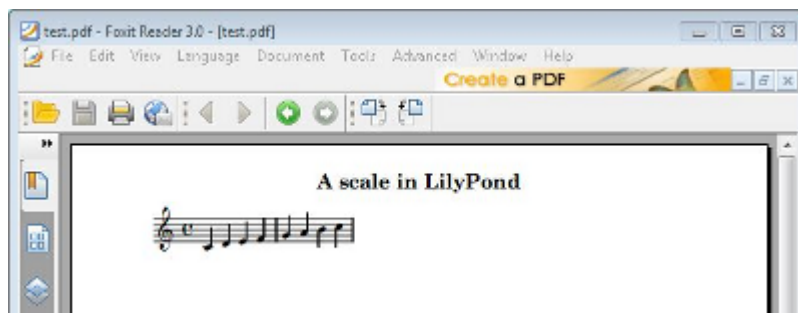 test.pdf - Foxit Reader 3.0 - [test.pdf]
File Edit View Language Document Tools Advanced Window Help
Create a PDF
A scale in LilyPond